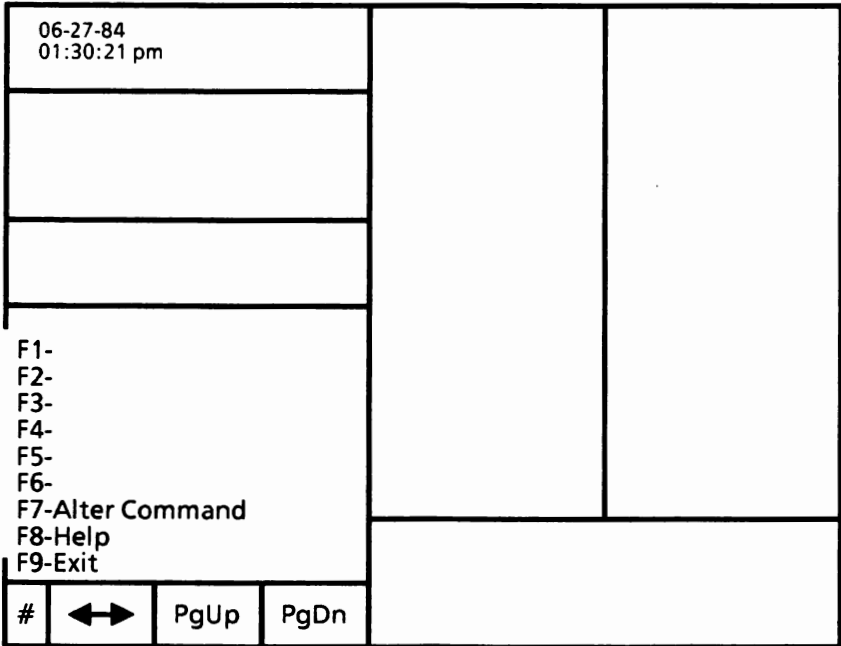 06-27-84
01:30:21 pm
F1-
F2-
F3-
F4-
F5-
F6-
F7-Alter Command
F8-Help
F9-Exit
# PgUp PgDn